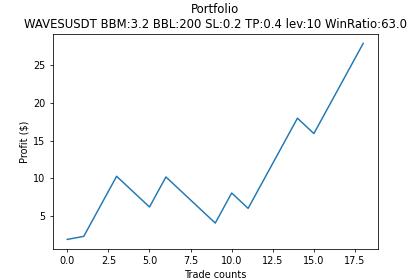 Portfolio
WAVESUSDT BBM:3.2 BBL:200 SL:0.2 TP:0.4 lev:10 WinRatio:63.0
Profit ($)
25
20
15
10
5
0.0 2.5 5.0 7.5 10.0 12.5 15.0 17.5
Trade counts